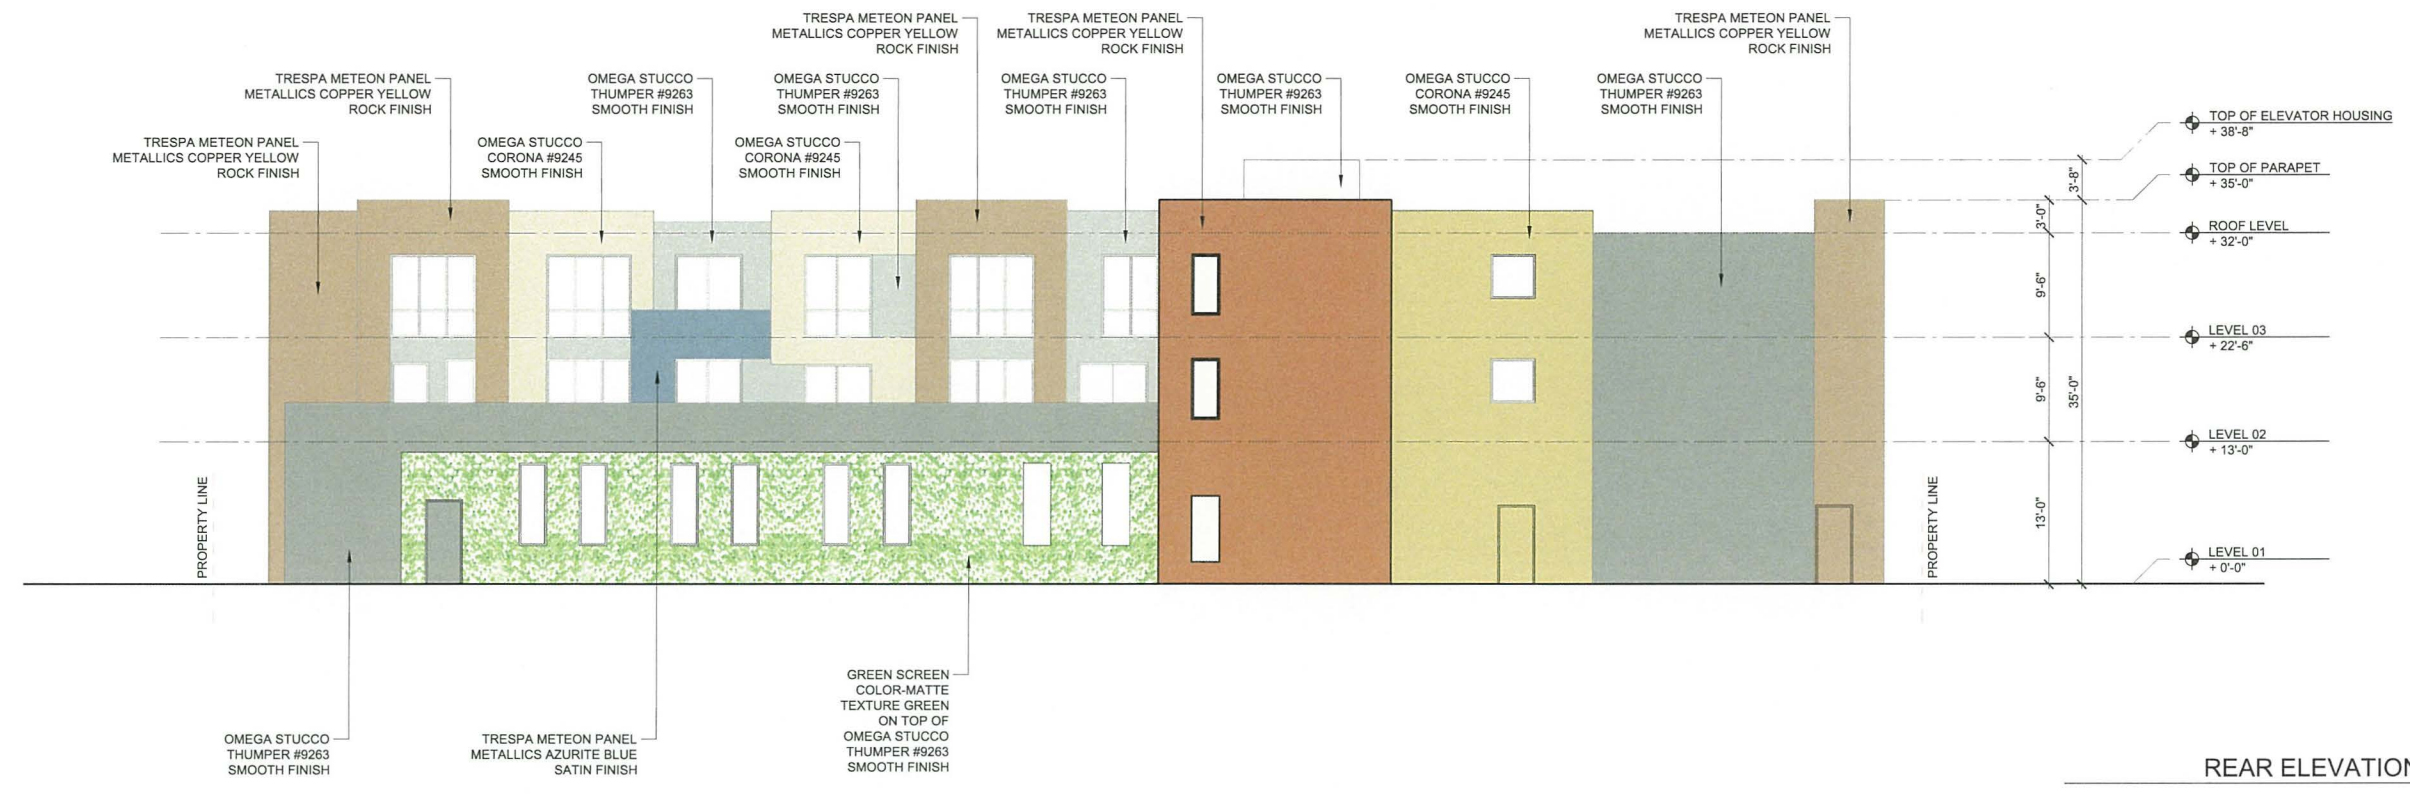 TRESPA METEON PANEL
METALLICS COPPER YELLOW
ROCK FINISH
TRESPA METEON PANEL
METALLICS COPPER YELLOW
ROCK FINISH
TRESPA METEON PANEL
METALLICS COPPER YELLOW
ROCK FINISH
TRESPA METEON PANEL
METALLICS COPPER YELLOW
ROCK FINISH
OMEGA STUCCO
THUMPER #9263
SMOOTH FINISH
OMEGA STUCCO
THUMPER #9263
SMOOTH FINISH
OMEGA STUCCO
THUMPER #9263
SMOOTH FINISH
OMEGA STUCCO
THUMPER #9263
SMOOTH FINISH
OMEGA STUCCO
CORONA #9245
SMOOTH FINISH
OMEGA STUCCO
THUMPER #9263
SMOOTH FINISH
TRESPA METEON PANEL
METALLICS COPPER YELLOW
ROCK FINISH
OMEGA STUCCO
CORONA #9245
SMOOTH FINISH
OMEGA STUCCO
CORONA #9245
SMOOTH FINISH
TOP OF ELEVATOR HOUSING
+ 38'-8"
TOP OF PARAPET
+ 35'-0"
ROOF LEVEL
+ 32'-0"
LEVEL 03
+ 22'-6"
LEVEL 02
+ 13'-0"
LEVEL 01
+ 0'-0"
3'-8"
3'-0"
9'-6"
9'-6"
35'-0"
13'-0"
PROPERTY LINE
PROPERTY LINE
GREEN SCREEN
COLOR-MATTE
TEXTURE GREEN
ON TOP OF
OMEGA STUCCO
THUMPER #9263
SMOOTH FINISH
OMEGA STUCCO
THUMPER #9263
SMOOTH FINISH
TRESPA METEON PANEL
METALLICS AZURITE BLUE
SATIN FINISH
REAR ELEVATION